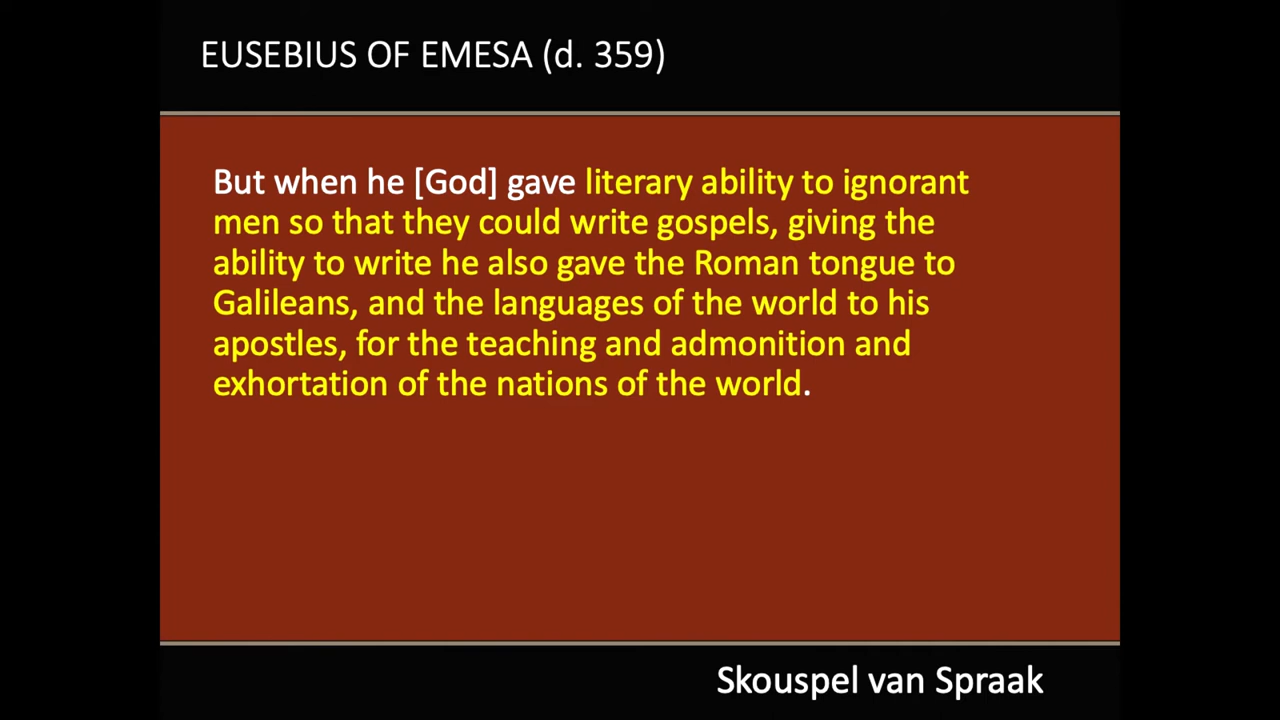 EUSEBIUS OF EMESA (d. 359)
But when he [God] gave literary ability to ignorant
men so that they could write gospels, giving the
ability to write he also gave the Roman tongue to
Galileans, and the languages of the world to his
apostles, for the teaching and admonition and
exhortation of the nations of the world.
Skouspel van Spraak